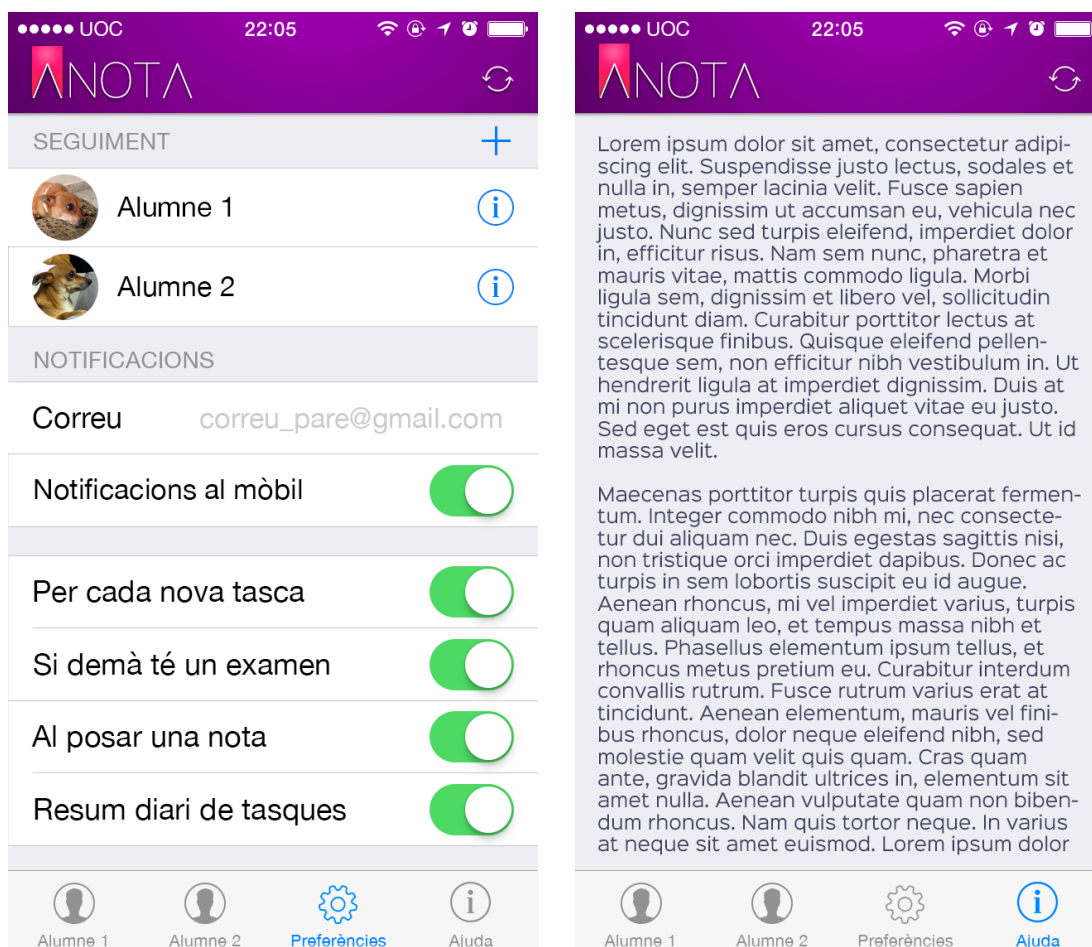 UOC 22:05
ANOTA
SEGUIMENT
Alumne 1
Alumne 2
NOTIFICACIONS
Correu correu_pare@gmail.com
Notificacions al mòbil
Per cada nova tasca
Si demà té un examen
Al posar una nota
Resum diari de tasques
Alumne 1 Alumne 2 Preferències Ajuda
UOC 22:05
ANOTA
Lorem ipsum dolor sit amet, consectetur adipi-
scing elit. Suspendisse justo lectus, sodales et
nulla in, semper lacinia velit. Fusce sapien
metus, dignissim ut accumsan eu, vehicula nec
justo. Nunc sed turpis eleifend, imperdiet dolor
in, efficitur risus. Nam sem nunc, pharetra et
mauris vitae, mattis commodo ligula. Morbi
ligula sem, dignissim et libero vel, sollicitudin
tincidunt diam. Curabitur porttitor lectus at
scelerisque finibus. Quisque eleifend pellen-
tesque sem, non efficitur nibh vestibulum in. Ut
hendrerit ligula at imperdiet dignissim. Duis at
mi non purus imperdiet aliquet vitae eu justo.
Sed eget est quis eros cursus consequat. Ut id
massa velit.
Maecenas porttitor turpis quis placerat fermen-
tum. Integer commodo nibh mi, nec consecte-
tur dui aliquam nec. Duis egestas sagittis nisi,
non tristique orci imperdiet dapibus. Donec ac
turpis in sem lobortis suscipit eu id augue.
Aenean rhoncus, mi vel imperdiet varius, turpis
quam aliquam leo, et tempus massa nibh et
tellus. Phasellus elementum ipsum tellus, et
rhoncus metus pretium eu. Curabitur interdum
convallis rutrum. Fusce rutrum varius erat at
tincidunt. Aenean elementum, mauris vel fini-
bus rhoncus, dolor neque eleifend nibh, sed
molestie quam velit quis quam. Cras quam
ante, gravida blandit ultrices in, elementum sit
amet nulla. Aenean vulputate quam non biben-
dum rhoncus. Nam quis tortor neque. In varius
at neque sit amet euismod. Lorem ipsum dolor
Alumne 1 Alumne 2 Preferències Ajuda